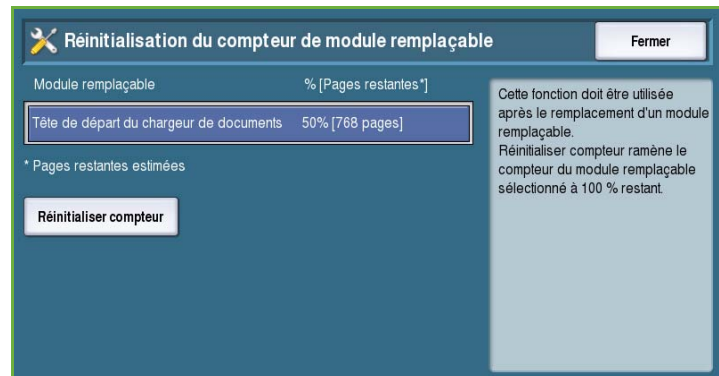 Réinitialisation du compteur de module remplaçable
Fermer
Module remplaçable
% [Pages restantes*]
Tête de départ du chargeur de documents
50% [768 pages]
* Pages restantes estimées
Réinitialiser compteur
Cette fonction doit être utilisée
après le remplacement d'un module
remplaçable.
Réinitialiser compteur ramène le
compteur du module remplaçable
sélectionné à 100 % restant.